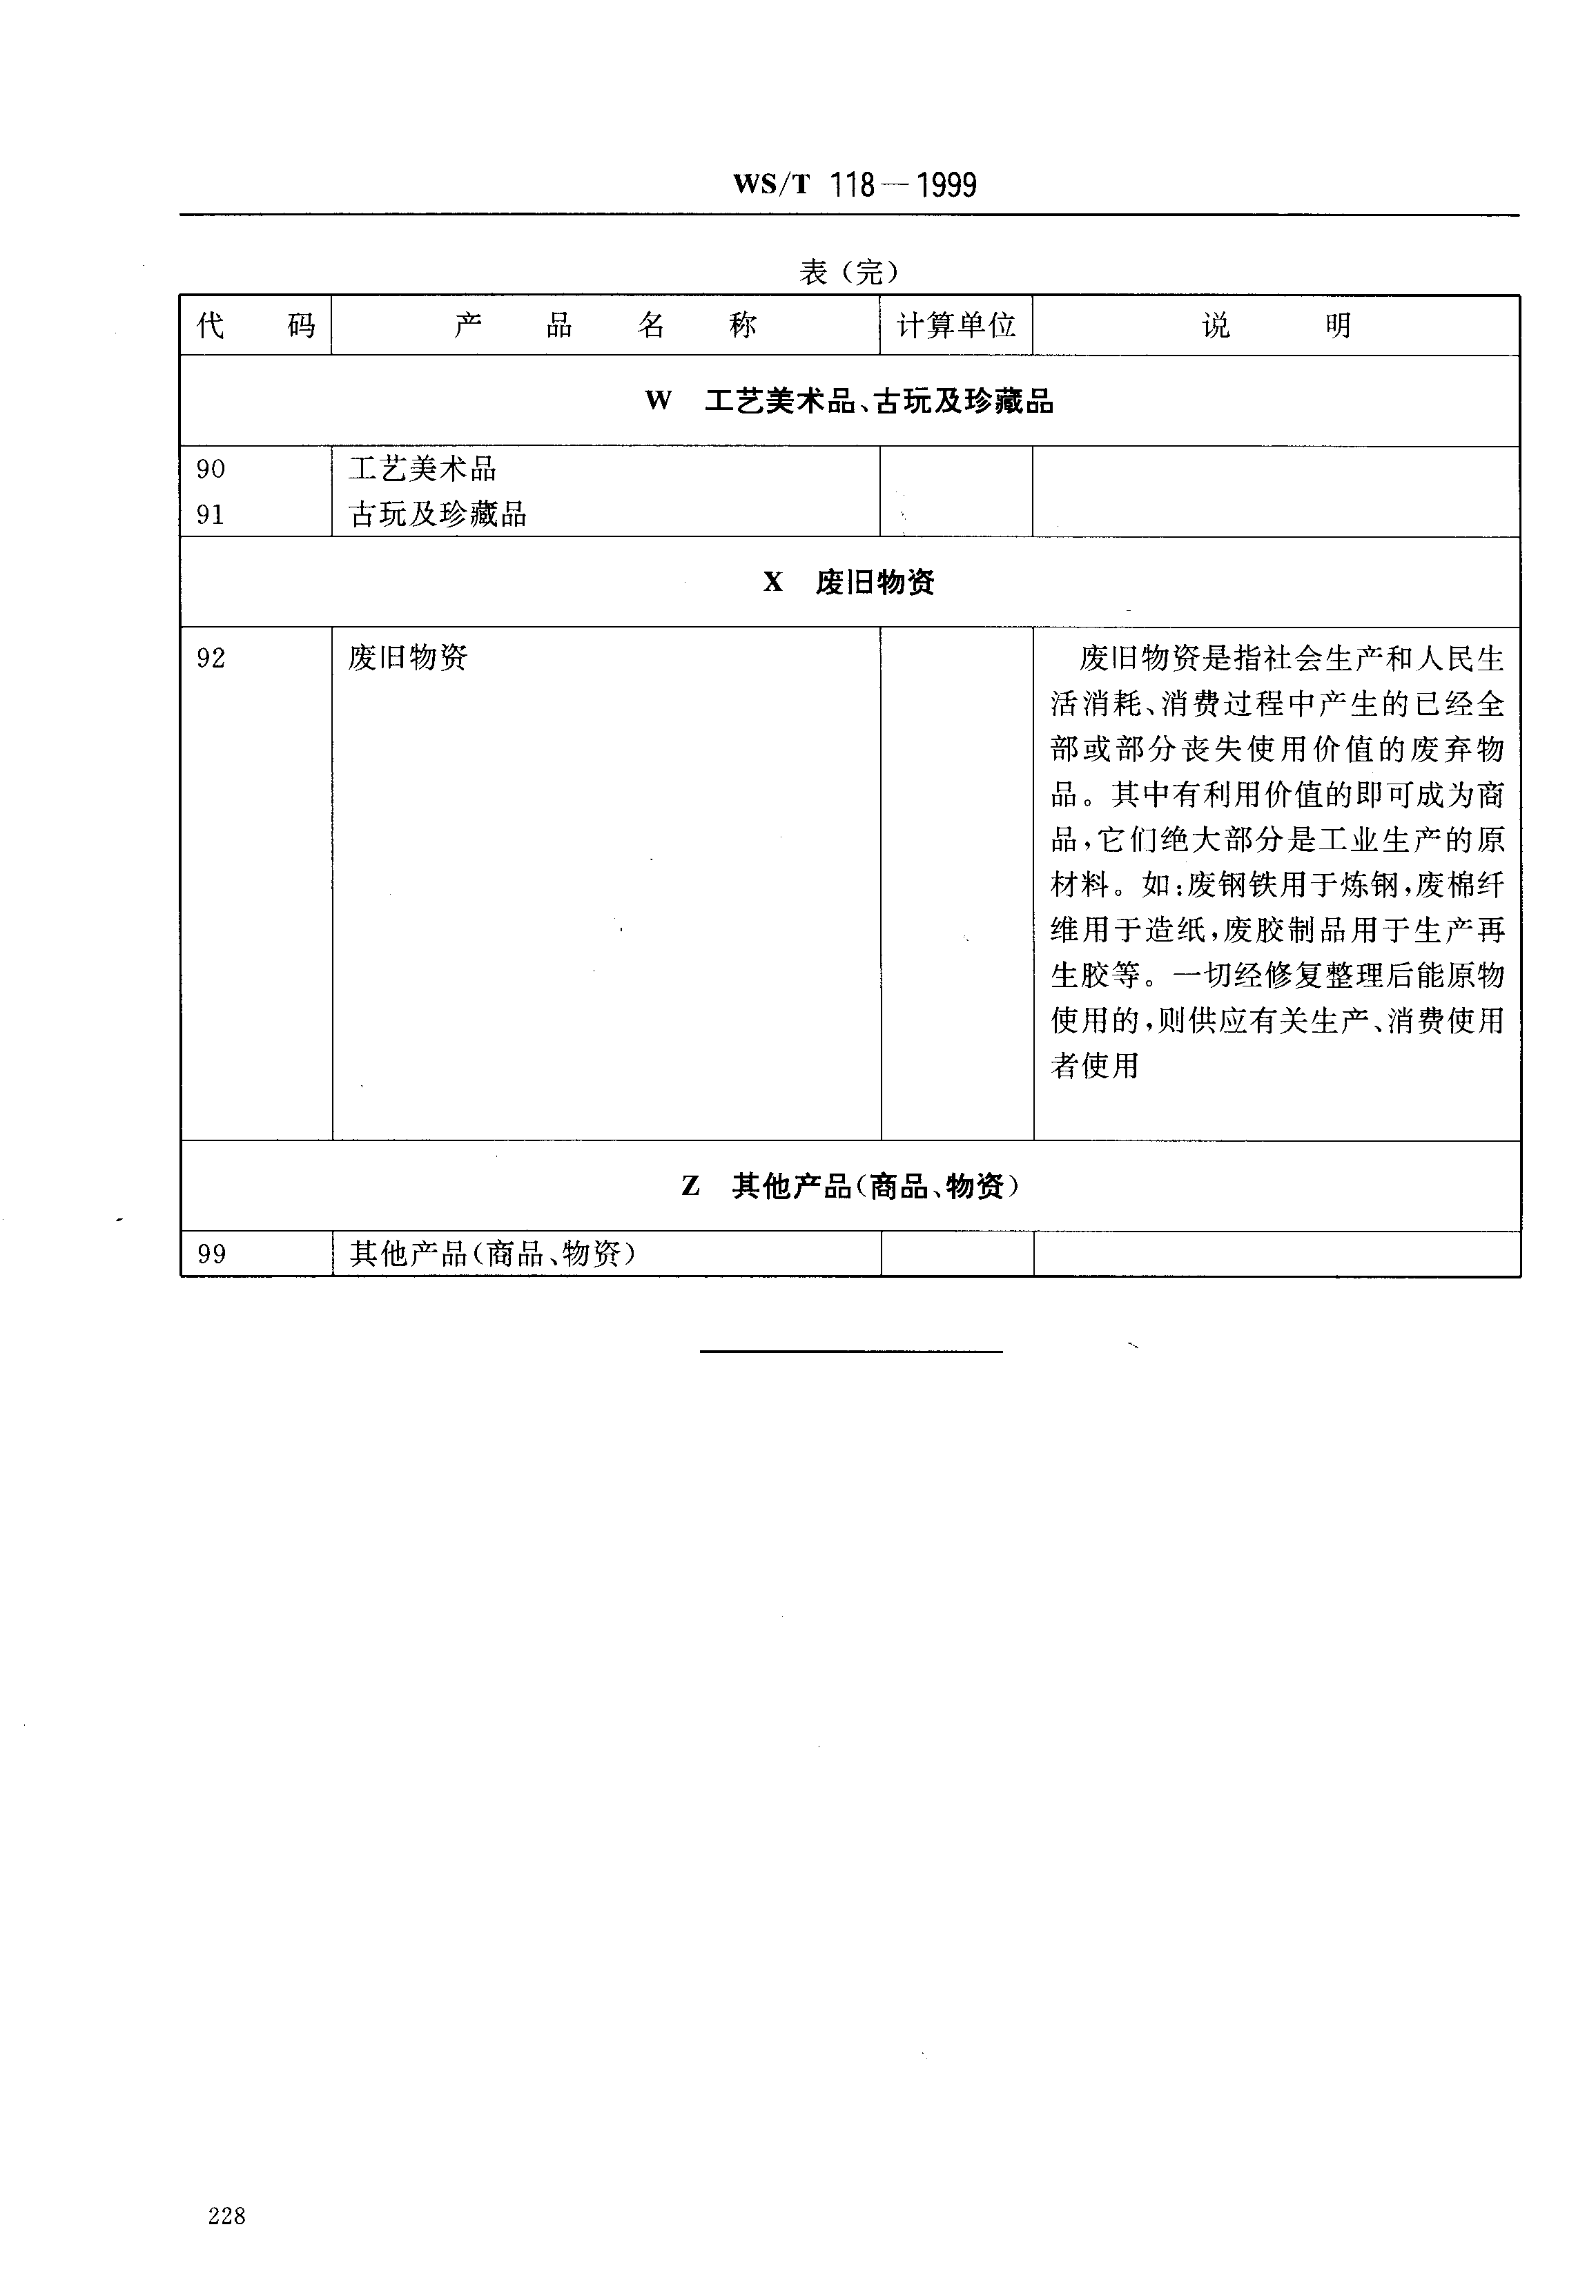 WS/T 118—1999
表（完）
代 码 产 品 名 称 计算单位 说 明
W 工艺美术品、古玩及珍藏品
90 工艺美术品
91 古玩及珍藏品
X 废旧物资
92 废旧物资 废旧物资是指社会生产和人民生
活消耗、消费过程中产生的已经全
部或部分丧失使用价值的废弃物
品。其中有利用价值的即可成为商
品，它们绝大部分是工业生产的原
材料。如：废钢铁用于炼钢，废棉纤
维用于造纸，废胶制品用于生产再
生胶等。一切经修复整理后能原物
使用的，则供应有关生产、消费使用
者使用
Z 其他产品（商品、物资）
99 其他产品（商品、物资）
228